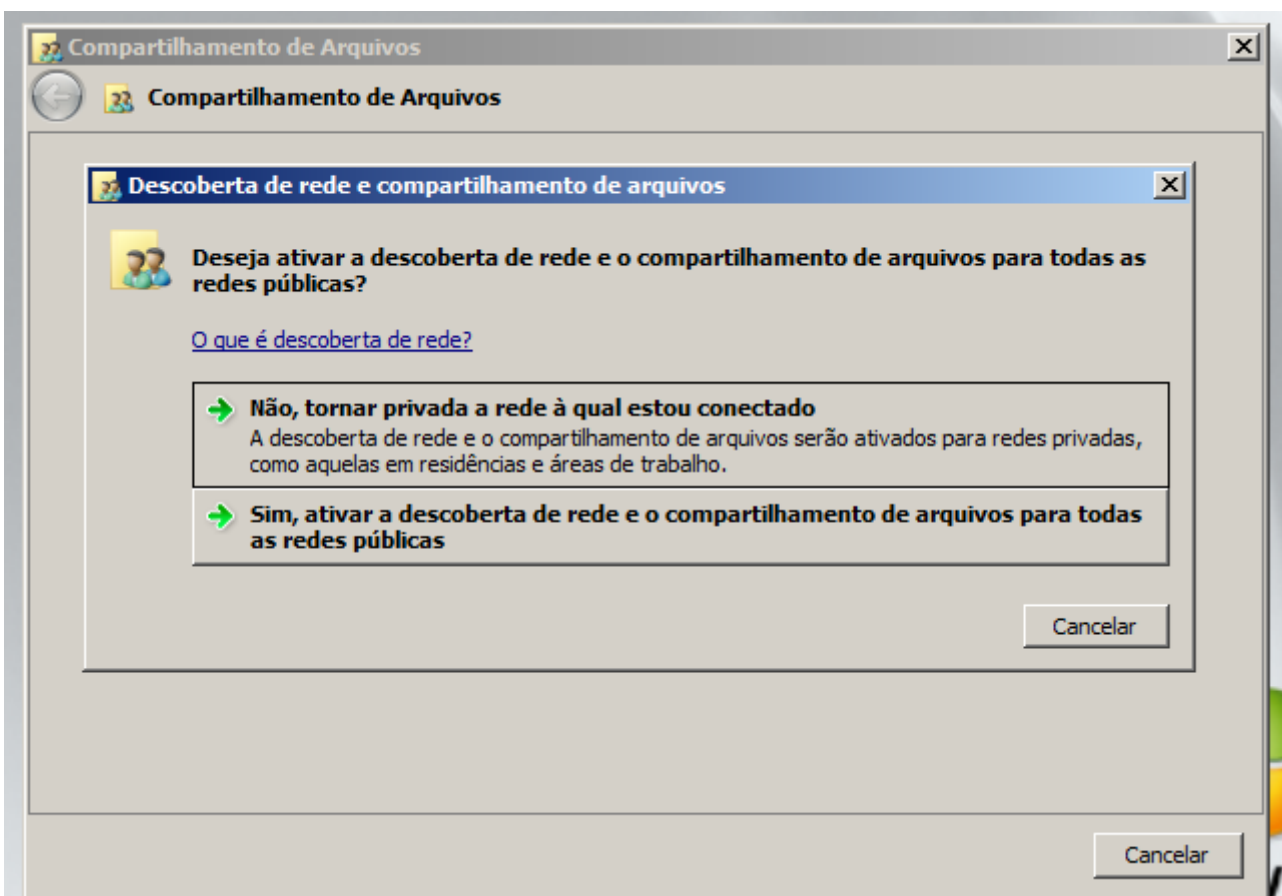 Compartilhamento de Arquivos
Compartilhamento de Arquivos
Descoberta de rede e compartilhamento de arquivos
Deseja ativar a descoberta de rede e o compartilhamento de arquivos para todas as
redes públicas?
O que é descoberta de rede?
Não, tornar privada a rede à qual estou conectado
A descoberta de rede e o compartilhamento de arquivos serão ativados para redes privadas,
como aquelas em residências e áreas de trabalho.
Sim, ativar a descoberta de rede e o compartilhamento de arquivos para todas
as redes públicas
Cancelar
Cancelar